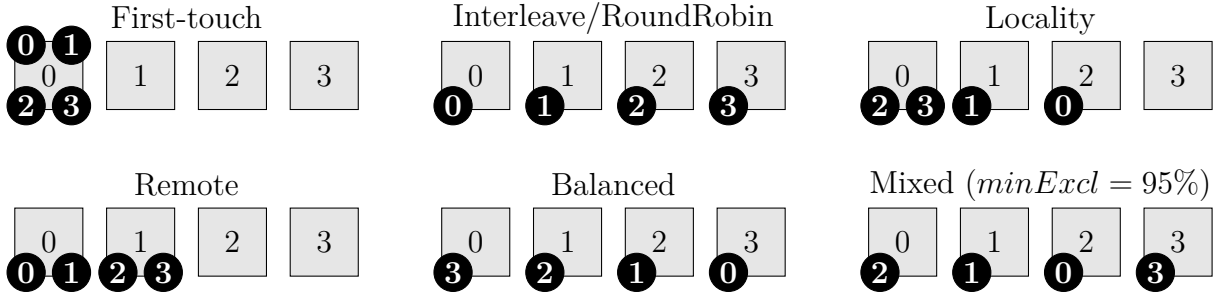 First-touch Interleave/RoundRobin Locality
0 1
0 1 2 3 0 1 2 3 0 1 2 3
2 3 0 1 2 3 2 3 1 0
Remote Balanced Mixed (minExcl = 95%)
0 1 2 3 0 1 2 3 0 1 2 3
0 1 2 3 3 2 1 0 2 1 0 3